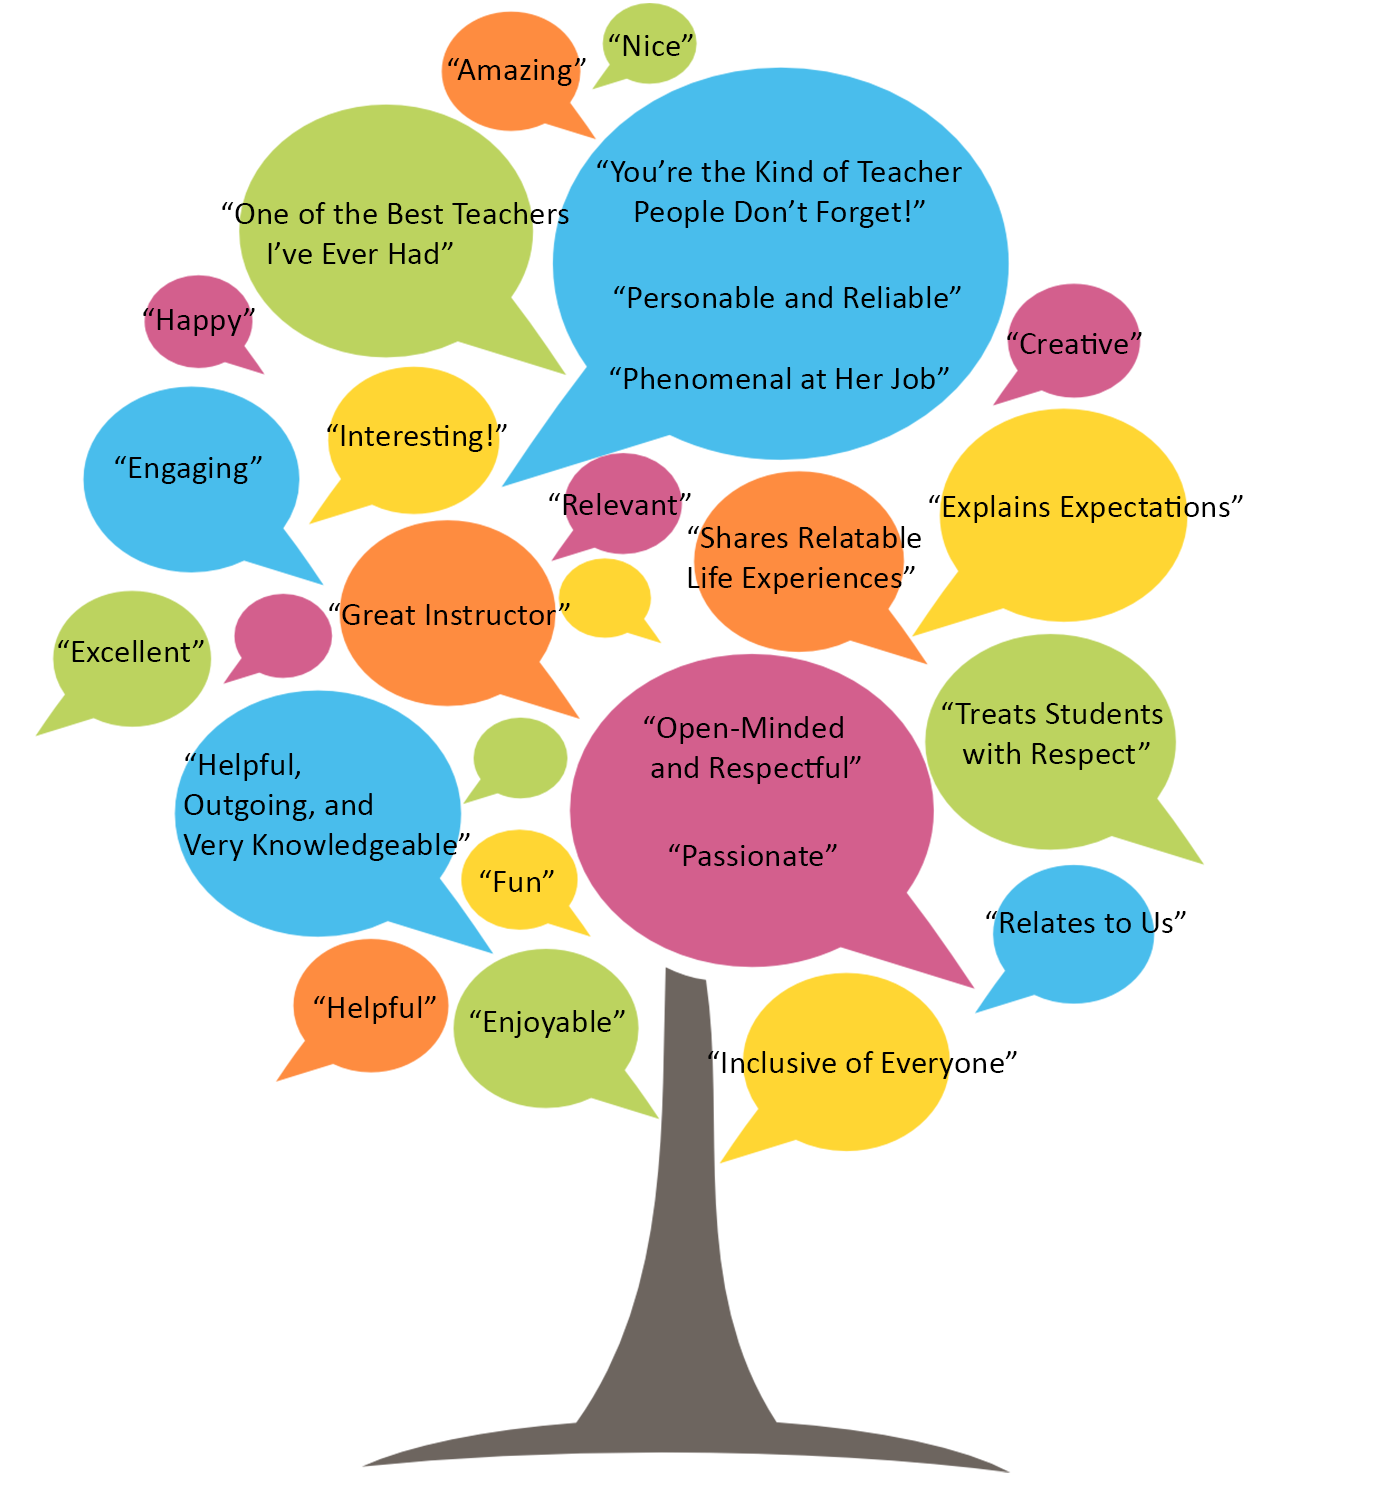 “Nice”
“Amazing”
“You’re the Kind of Teacher
People Don’t Forget!”
“One of the Best Teachers
I’ve Ever Had”
“Personable and Reliable”
“Happy”
“Creative”
“Phenomenal at Her Job”
“Interesting!”
“Engaging”
“Relevant”
“Explains Expectations”
“Shares Relatable
Life Experiences”
“Great Instructor”
“Excellent”
“Treats Students
with Respect”
“Open-Minded
and Respectful”
“Helpful,
Outgoing, and
Very Knowledgeable”
“Passionate”
“Fun”
“Relates to Us”
“Helpful”
“Enjoyable”
“Inclusive of Everyone”